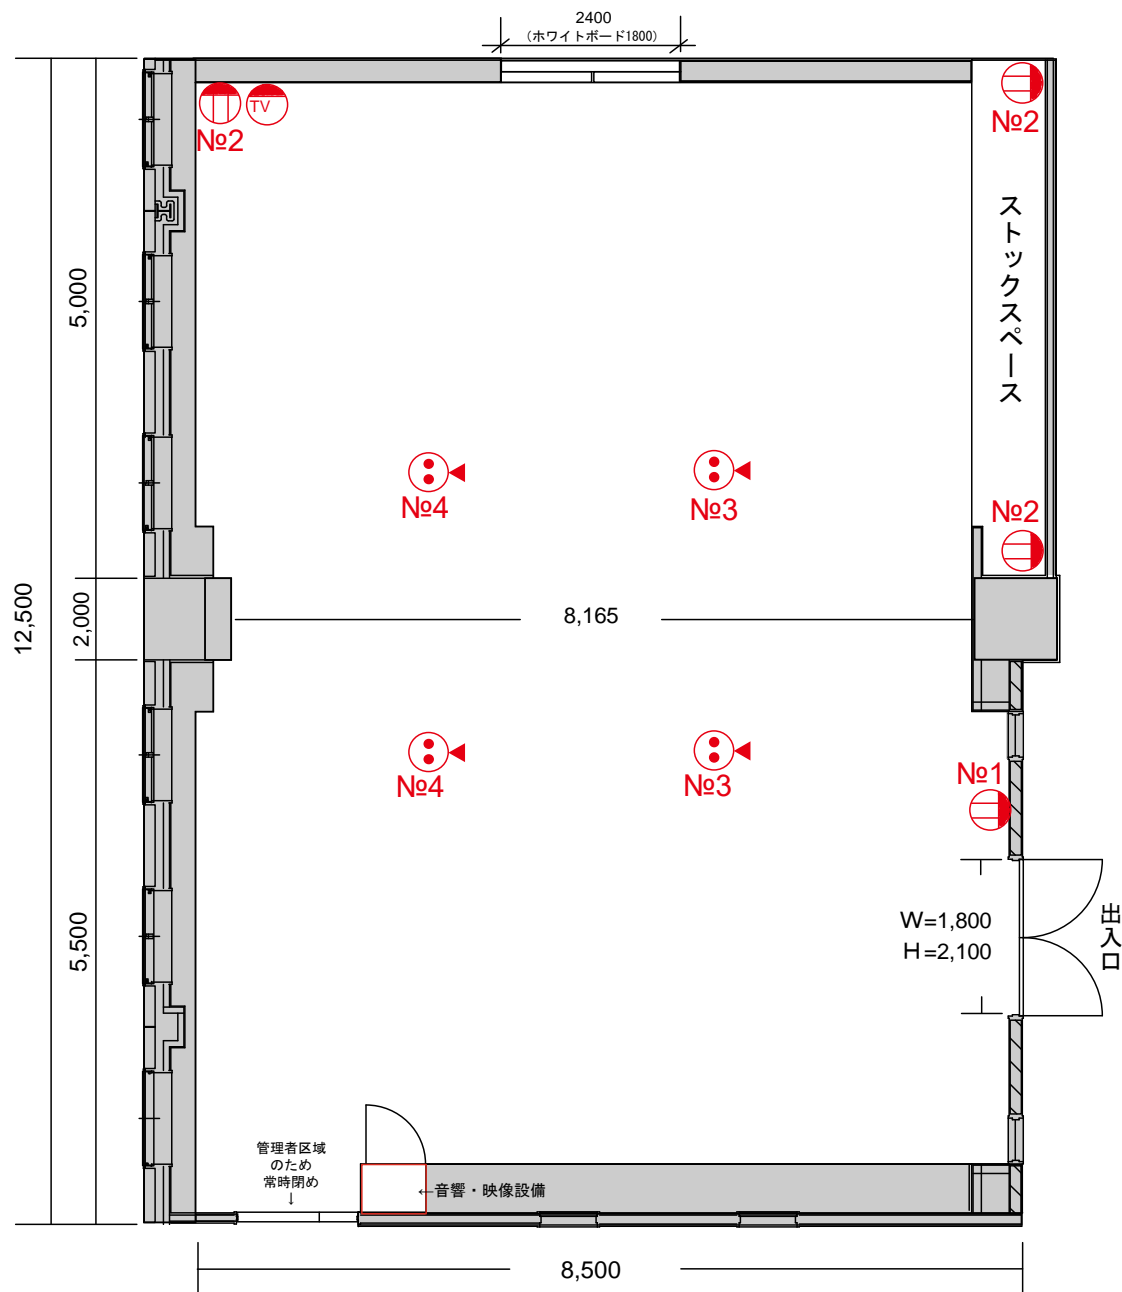 2400
（ホワイトボード1800）
TV
№2
№2
ストックスペース
5,000
№4
№3
№2
12,500
2,000
8,165
№4
№3
№1
5,500
W=1,800
H=2,100
出入口
管理者区域
のため
常時閉め
↓
←音響・映像設備
8,500